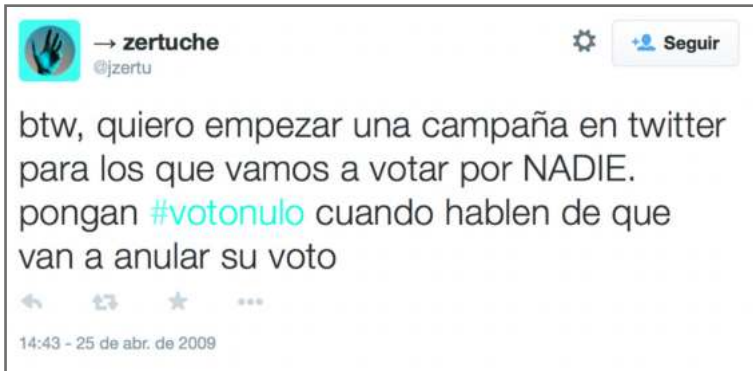 → zertuche
@jzertu
Seguir
btw, quiero empezar una campaña en twitter
para los que vamos a votar por NADIE.
pongan #votonulo cuando hablen de que
van a anular su voto
14:43 - 25 de abr. de 2009